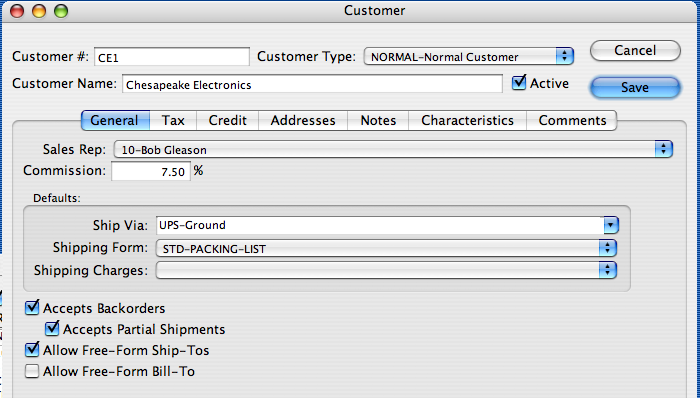 Customer
Customer #: CE1 Customer Type: NORMAL-Normal Customer Cancel
Customer Name: Chesapeake Electronics Active Save
General Tax Credit Addresses Notes Characteristics Comments
Sales Rep: 10-Bob Gleason
Commission: 7.50 %
Defaults:
Ship Via: UPS-Ground
Shipping Form: STD-PACKING-LIST
Shipping Charges:
Accepts Backorders
Accepts Partial Shipments
Allow Free-Form Ship-Tos
Allow Free-Form Bill-To